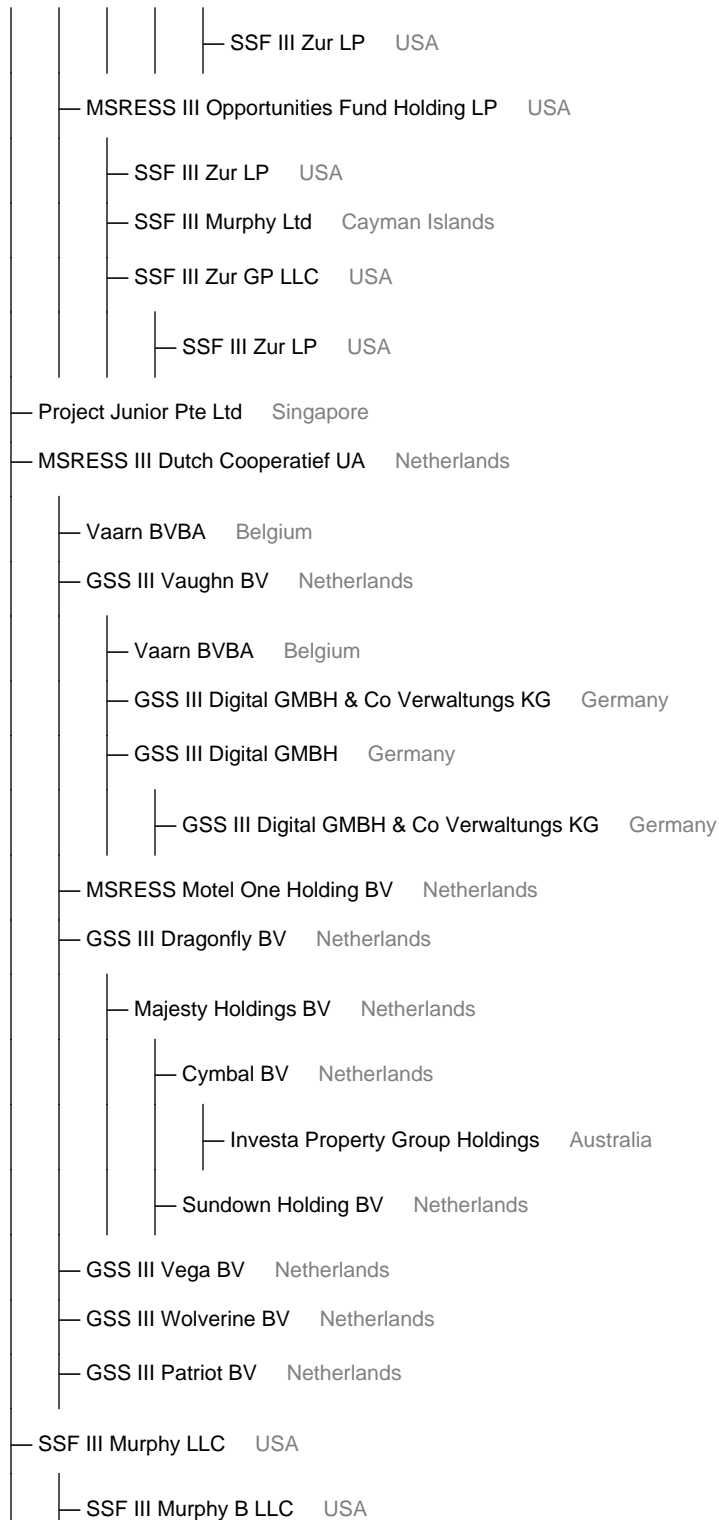 SSF III Zur LP USA
MSRESS III Opportunities Fund Holding LP USA
SSF III Zur LP USA
SSF III Murphy Ltd Cayman Islands
SSF III Zur GP LLC USA
SSF III Zur LP USA
Project Junior Pte Ltd Singapore
MSRESS III Dutch Cooperatief UA Netherlands
Vaarn BVBA Belgium
GSS III Vaughn BV Netherlands
Vaarn BVBA Belgium
GSS III Digital GMBH & Co Verwaltungs KG Germany
GSS III Digital GMBH Germany
GSS III Digital GMBH & Co Verwaltungs KG Germany
MSRESS Motel One Holding BV Netherlands
GSS III Dragonfly BV Netherlands
Majesty Holdings BV Netherlands
Cymbal BV Netherlands
Investa Property Group Holdings Australia
Sundown Holding BV Netherlands
GSS III Vega BV Netherlands
GSS III Wolverine BV Netherlands
GSS III Patriot BV Netherlands
SSF III Murphy LLC USA
SSF III Murphy B LLC USA